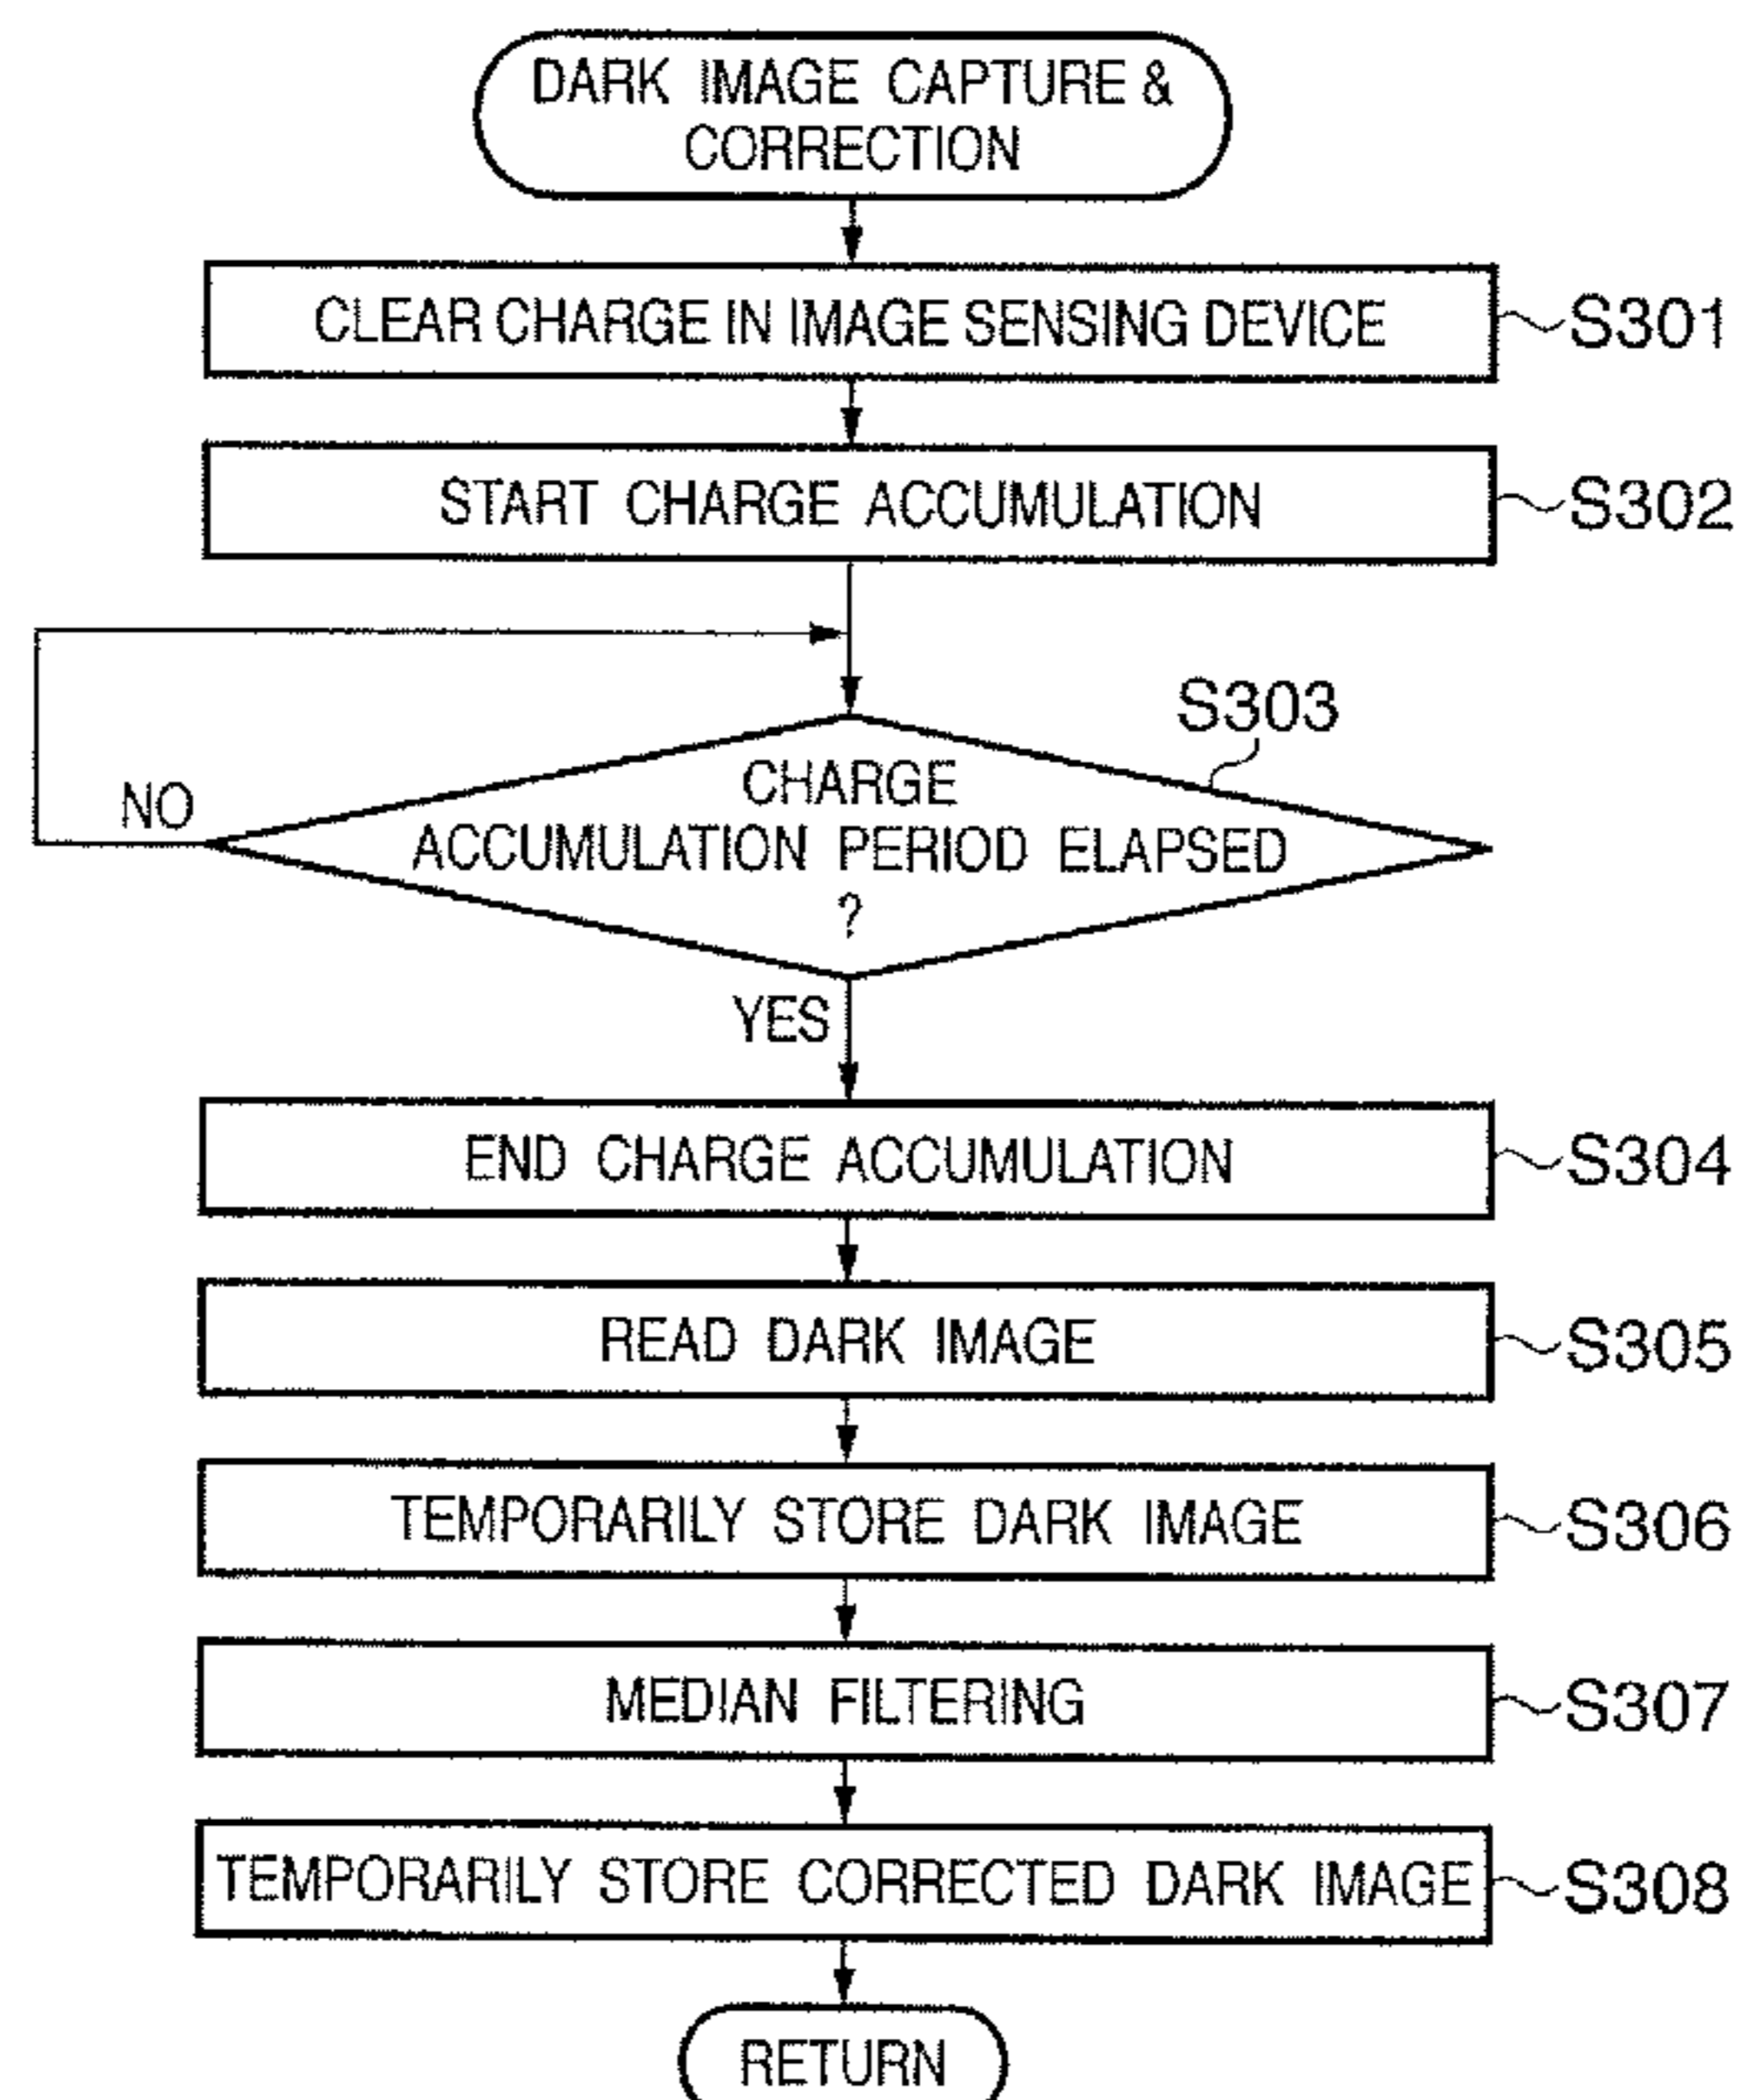 DARK IMAGE CAPTURE &
CORRECTION
CLEAR CHARGE IN IMAGE SENSING DEVICE
S301
START CHARGE ACCUMULATION
S302
S303
CHARGE
ACCUMULATION PERIOD ELAPSED
?
NO
YES
END CHARGE ACCUMULATION
S304
READ DARK IMAGE
S305
TEMPORARILY STORE DARK IMAGE
S306
MEDIAN FILTERING
S307
TEMPORARILY STORE CORRECTED DARK IMAGE
S308
RETURN